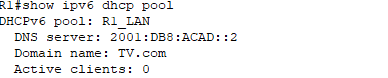 R1#show ipv6 dhcp pool
DHCPv6 pool: R1_LAN
  DNS server: 2001:DB8:ACAD::2
  Domain name: TV.com
  Active clients: 0